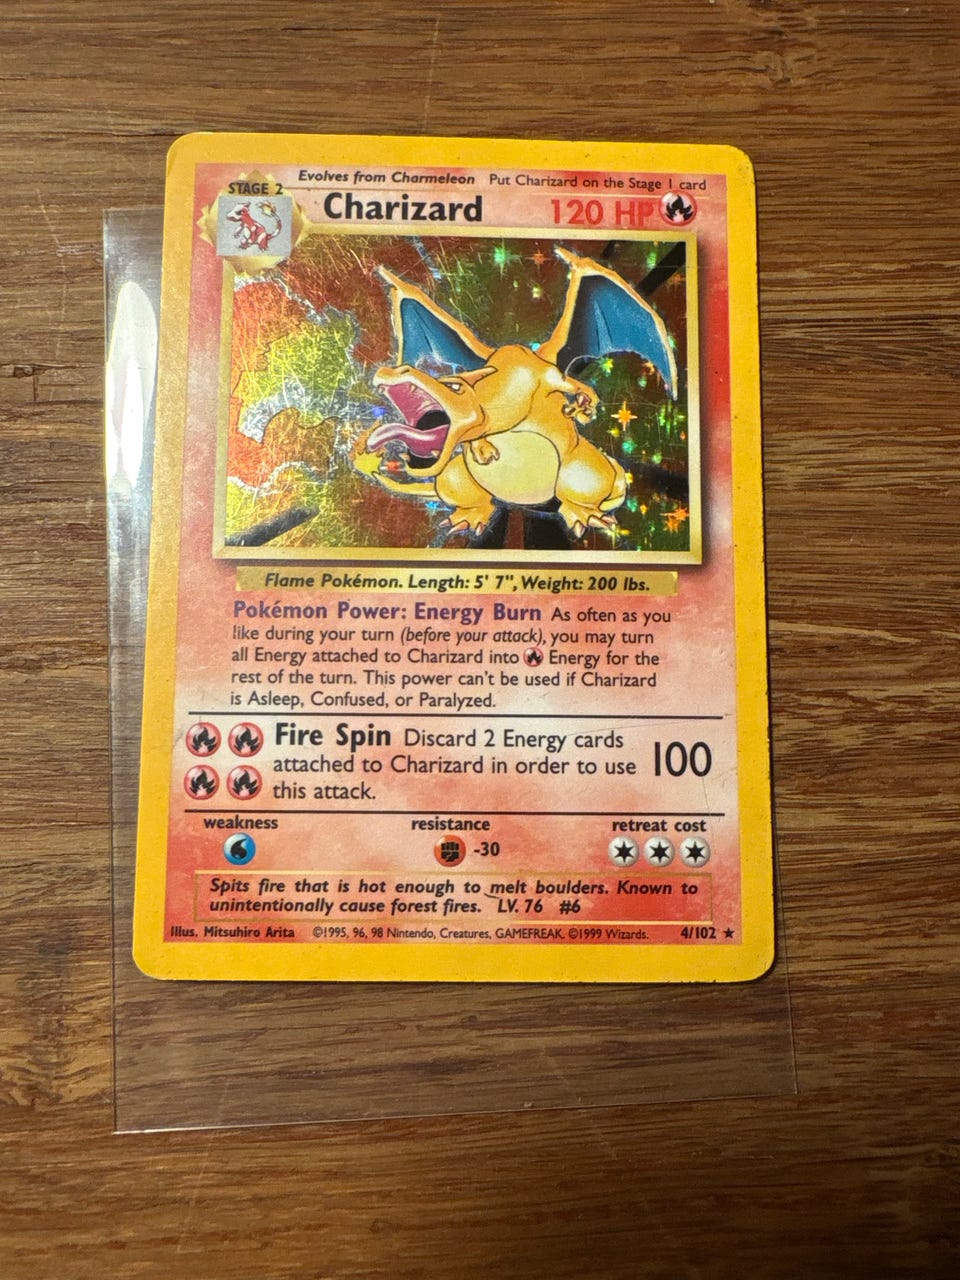 Evolves from Charmeleon Put Charizard on the Stage 1 card
STAGE 2
Charizard 120 HP
Flame Pokémon. Length: 5' 7", Weight: 200 lbs.
Pokémon Power: Energy Burn As often as you
like during your turn (before your attack), you may turn
all Energy attached to Charizard into Energy for the
rest of the turn. This power can't be used if Charizard
is Asleep, Confused, or Paralyzed.
Fire Spin Discard 2 Energy cards
attached to Charizard in order to use 100
this attack.
weakness resistance retreat cost
-30
Spits fire that is hot enough to melt boulders. Known to
unintentionally cause forest fires. LV. 76 #6
Illus. Mitsuhiro Arita ©1995, 96, 98 Nintendo, Creatures, GAMEFREAK. ©1999 Wizards. 4/102 ★